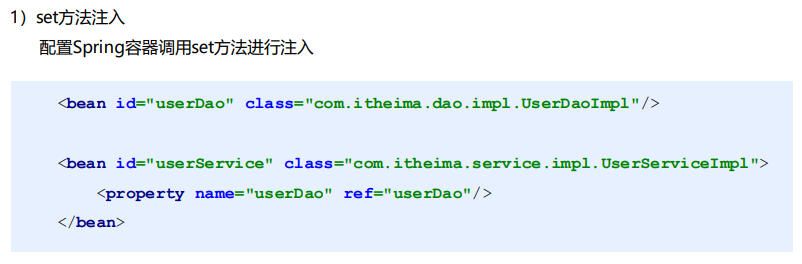 1）set方法注入
配置Spring容器调用set方法进行注入
<bean id="userDao" class="com.itheima.dao.impl.UserDaoImpl"/>
<bean id="userService" class="com.itheima.service.impl.UserServiceImpl">
<property name="userDao" ref="userDao"/>
</bean>